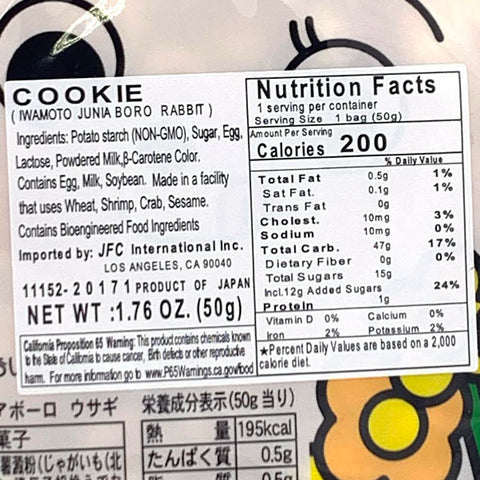 COOKIE
( IWAMOTO JUNIA BORO RABBIT )
Ingredients: Potato starch (NON-GMO), Sugar, Egg,
Lactose, Powdered Milk,β-Carotene Color.
Contains Egg, Milk, Soybean. Made in a facility
that uses Wheat, Shrimp, Crab, Sesame.
Contains Bioengineered Food Ingredients
Imported by: JFC International Inc.
LOS ANGELES, CA 90040
11152- 20171 PRODUCT OF JAPAN
NET WT :1.76 OZ. (50g)
California Proposition 65 Warning: This product contains chemicals known
to the State of California to cause cancer, Birth defects or other reproductive
harm. For more information go to www.P65Warnings.ca.gov/food
Nutrition Facts
1 serving per container
Serving Size 1 bag (50g)
Amount Per Serving
Calories 200
% Daily Value
Total Fat 0.5g 1%
Sat Fat. 0.1g 1%
Trans Fat 0g
Cholest. 10mg 3%
Sodium 10mg 0%
Total Carb. 47g 17%
Dietary Fiber 0g 0%
Total Sugars 15g
Incl.12g Added Sugars 24%
Protein 1g
Vitamin D 0% Calcium 0%
Iron 2% Potassium 2%
★Percent Daily Values are based on a 2,000
calorie diet.
アボーロ ウサギ
菓子
薯澱粉(じゃがいも(北
栄養成分表示(50g当り)
熱 量 195kcal
たんぱく質 0.5g